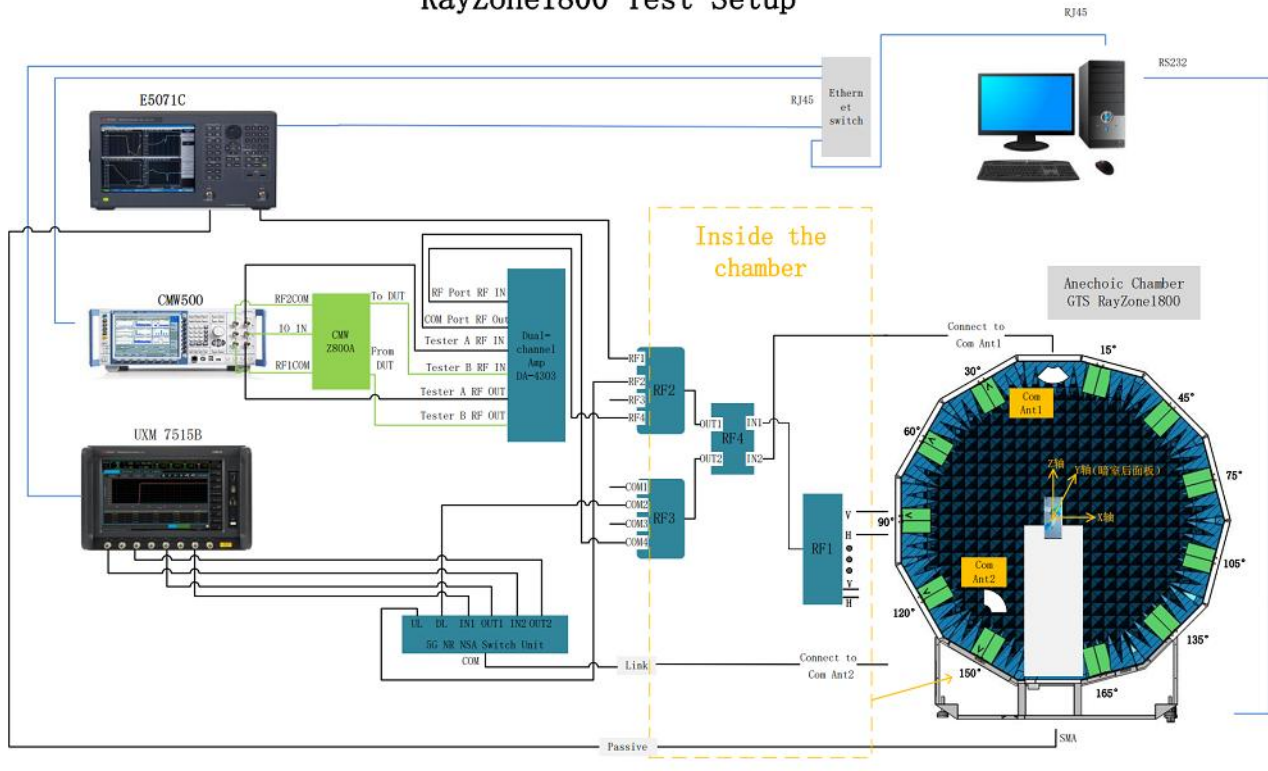 RayZone1800 Test Setup
RJ45
RS232
E5071C
RJ45
Ethern
et
switch
Inside the
chamber
Anechoic Chamber
GTS RayZone1800
CMW500
RF2COM
IO IN
RF1COM
CMW
Z800A
To DUT
From
DUT
RF Port RF IN
COM Port RF Out
Tester A RF IN
Tester B RF IN
Tester A RF OUT
Tester B RF OUT
Dual-
channel
Amp
DA-4303
RF1
RF2
RF3
RF4
RF2
OUT1
OUT2
RF4
IN1
IN2
COM1
COM2
COM3
COM4
RF3
RF1
V
H
V
H
Connect to
Com Ant1
15°
30°
45°
60°
75°
90°
105°
120°
135°
150°
165°
Com
Ant1
Z轴
Y轴(暗室后面板)
X轴
Com
Ant2
UXM 7515B
UL DL IN1 OUT1 IN2 OUT2
5G NR NSA Switch Unit
COM
Link
Connect to
Com Ant2
Passive
SMA